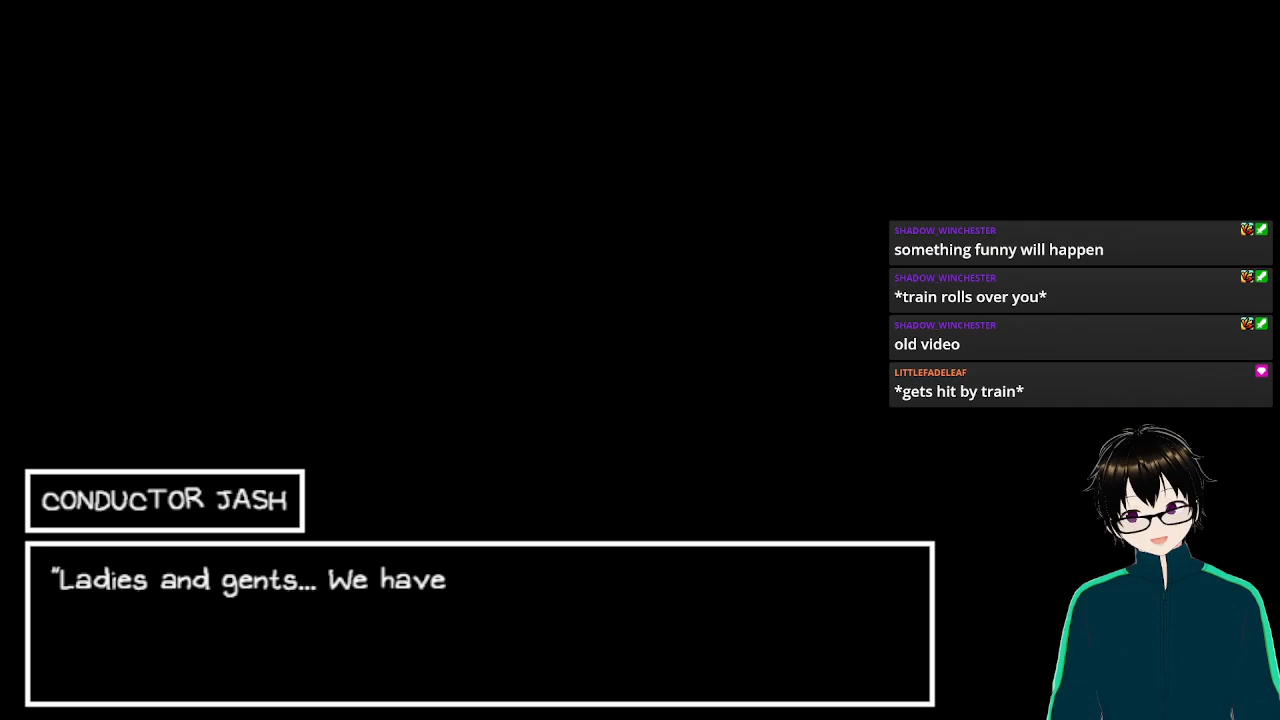 SHADOW_WINCHESTER
something funny will happen
SHADOW_WINCHESTER
*train rolls over you*
SHADOW_WINCHESTER
old video
LITTLEFADELEAF
*gets hit by train*
CONDUCTOR JASH
"Ladies and gents... We have